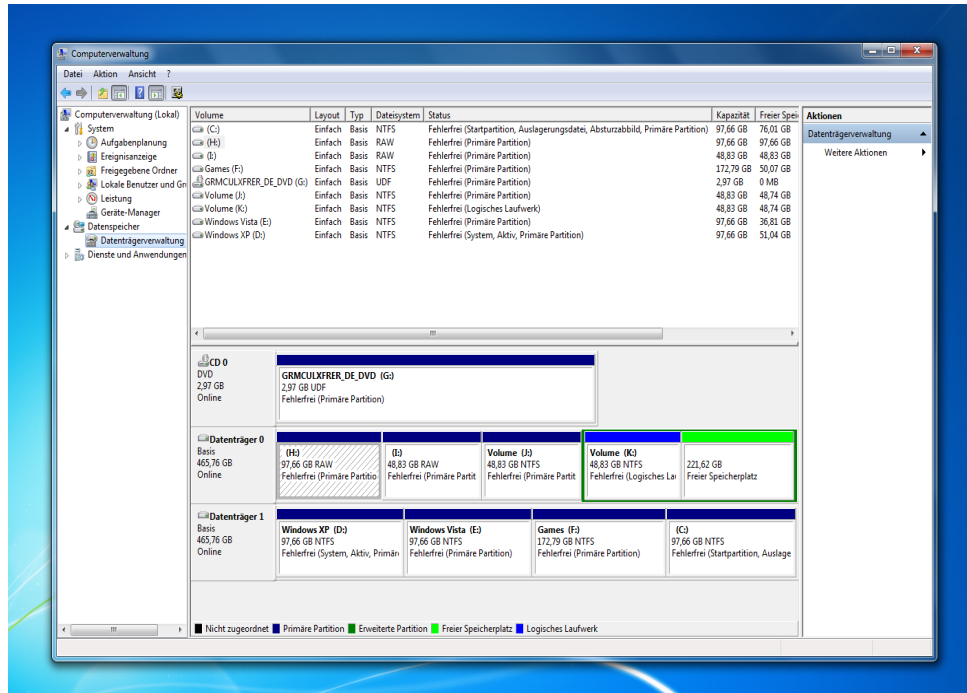 Computerverwaltung
Datei Aktion Ansicht ?
Computerverwaltung (Lokal)
System
Aufgabenplanung
Ereignisanzeige
Freigegebene Ordner
Lokale Benutzer und Gr
Leistung
Geräte-Manager
Datenspeicher
Datenträgerverwaltung
Dienste und Anwendungen
Volume Layout Typ Dateisystem Status Kapazität Freier Spei
(C:) Einfach Basis NTFS Fehlerfrei (Startpartition, Auslagerungsdatei, Absturzabbild, Primäre Partition) 97,66 GB 76,01 GB
(H:) Einfach Basis RAW Fehlerfrei (Primäre Partition) 97,66 GB 97,66 GB
(I:) Einfach Basis RAW Fehlerfrei (Primäre Partition) 48,83 GB 48,83 GB
Games (F:) Einfach Basis NTFS Fehlerfrei (Primäre Partition) 172,79 GB 50,07 GB
GRMCULXFRER_DE_DVD (G:) Einfach Basis UDF Fehlerfrei (Primäre Partition) 2,97 GB 0 MB
Volume (J:) Einfach Basis NTFS Fehlerfrei (Primäre Partition) 48,83 GB 48,74 GB
Volume (K:) Einfach Basis NTFS Fehlerfrei (Logisches Laufwerk) 48,83 GB 48,74 GB
Windows Vista (E:) Einfach Basis NTFS Fehlerfrei (Primäre Partition) 97,66 GB 36,81 GB
Windows XP (D:) Einfach Basis NTFS Fehlerfrei (System, Aktiv, Primäre Partition) 97,66 GB 51,04 GB
Aktionen
Datenträgerverwaltung
Weitere Aktionen
CD 0
DVD
2,97 GB
Online
GRMCULXFRER_DE_DVD (G:)
2,97 GB UDF
Fehlerfrei (Primäre Partition)
Datenträger 0
Basis
465,76 GB
Online
(H:)
97,66 GB RAW
Fehlerfrei (Primäre Partitio
(I:)
48,83 GB RAW
Fehlerfrei (Primäre Partit
Volume (J:)
48,83 GB NTFS
Fehlerfrei (Primäre Partit
Volume (K:)
48,83 GB NTFS
Fehlerfrei (Logisches La
221,62 GB
Freier Speicherplatz
Datenträger 1
Basis
465,76 GB
Online
Windows XP (D:)
97,66 GB NTFS
Fehlerfrei (System, Aktiv, Primär
Windows Vista (E:)
97,66 GB NTFS
Fehlerfrei (Primäre Partition)
Games (F:)
172,79 GB NTFS
Fehlerfrei (Primäre Partition)
(C:)
97,66 GB NTFS
Fehlerfrei (Startpartition, Auslage
Nicht zugeordnet Primäre Partition Erweiterte Partition Freier Speicherplatz Logisches Laufwerk